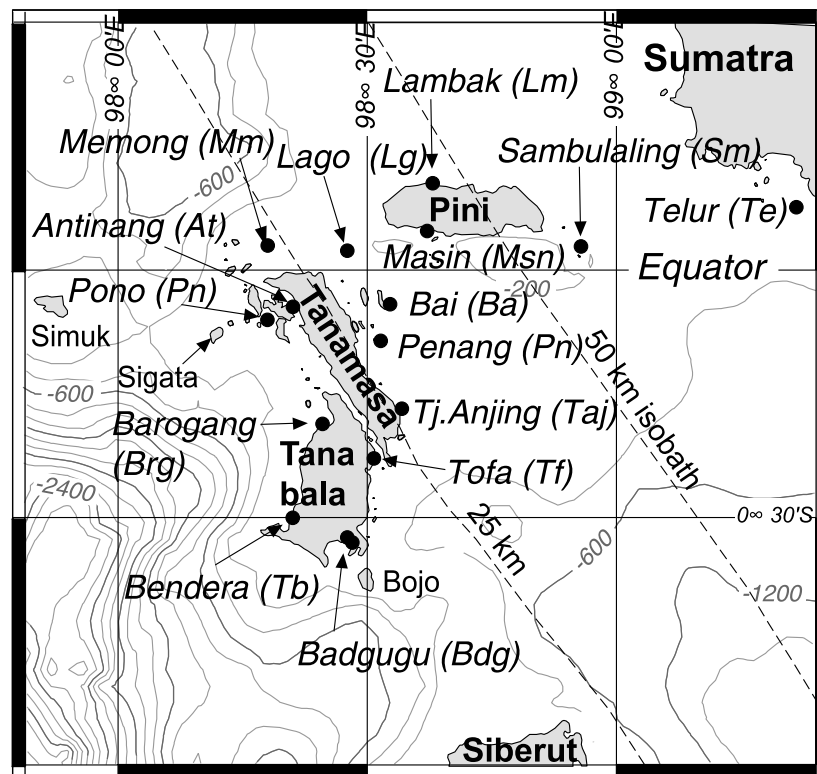 98∞ 00'E
98∞ 30'E
99∞ 00'E
Sumatra
Lambak (Lm)
Memong (Mm)
Lago (Lg)
Sambulaling (Sm)
-600
Pini
Telur (Te)
Antinang (At)
Masin (Msn)
Equator
Pono (Pn)
-200
Bai (Ba)
Simuk
Tanamasa
Penang (Pn)
50 km isobath
Sigata
-600
Tj.Anjing (Taj)
Barogang
(Brg)
Tana
bala
Tofa (Tf)
-2400
25 km
0∞ 30'S
-600
Bendera (Tb)
Bojo
-1200
Badgugu (Bdg)
Siberut